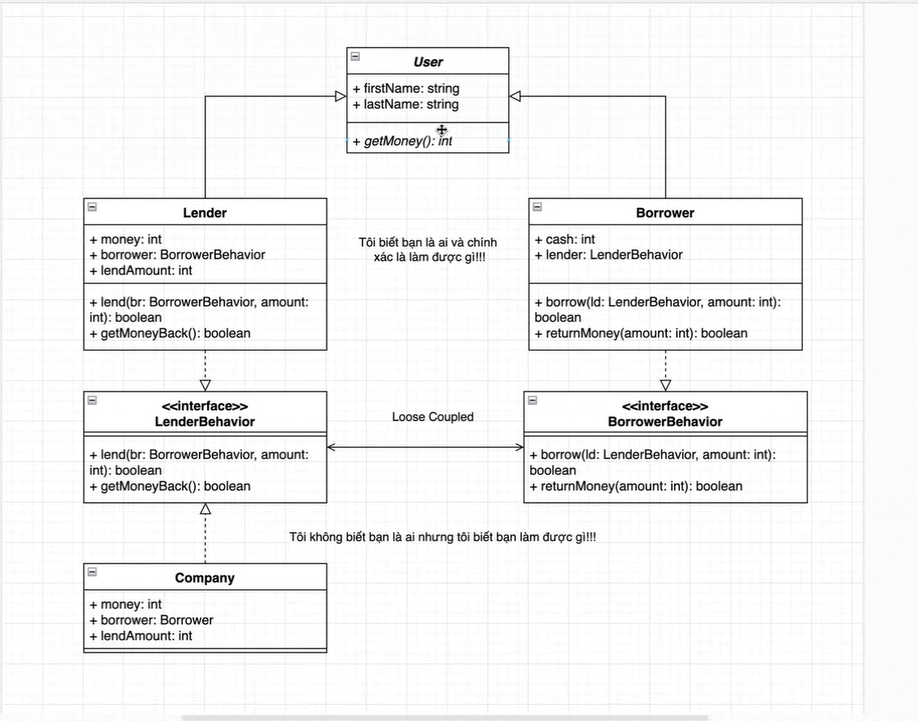 User
+ firstName: string
+ lastName: string
+ getMoney(): int
Lender
+ money: int
+ borrower: BorrowerBehavior
+ lendAmount: int
+ lend(br: BorrowerBehavior, amount:
int): boolean
+ getMoneyBack(): boolean
Tôi biết bạn là ai và chính
xác là làm được gì!!!
Borrower
+ cash: int
+ lender: LenderBehavior
+ borrow(ld: LenderBehavior, amount: int):
boolean
+ returnMoney(amount: int): boolean
<<interface>>
LenderBehavior
+ lend(br: BorrowerBehavior, amount:
int): boolean
+ getMoneyBack(): boolean
Loose Coupled
<<interface>>
BorrowerBehavior
+ borrow(ld: LenderBehavior, amount: int):
boolean
+ returnMoney(amount: int): boolean
Tôi không biết bạn là ai nhưng tôi biết bạn làm được gì!!!
Company
+ money: int
+ borrower: Borrower
+ lendAmount: int